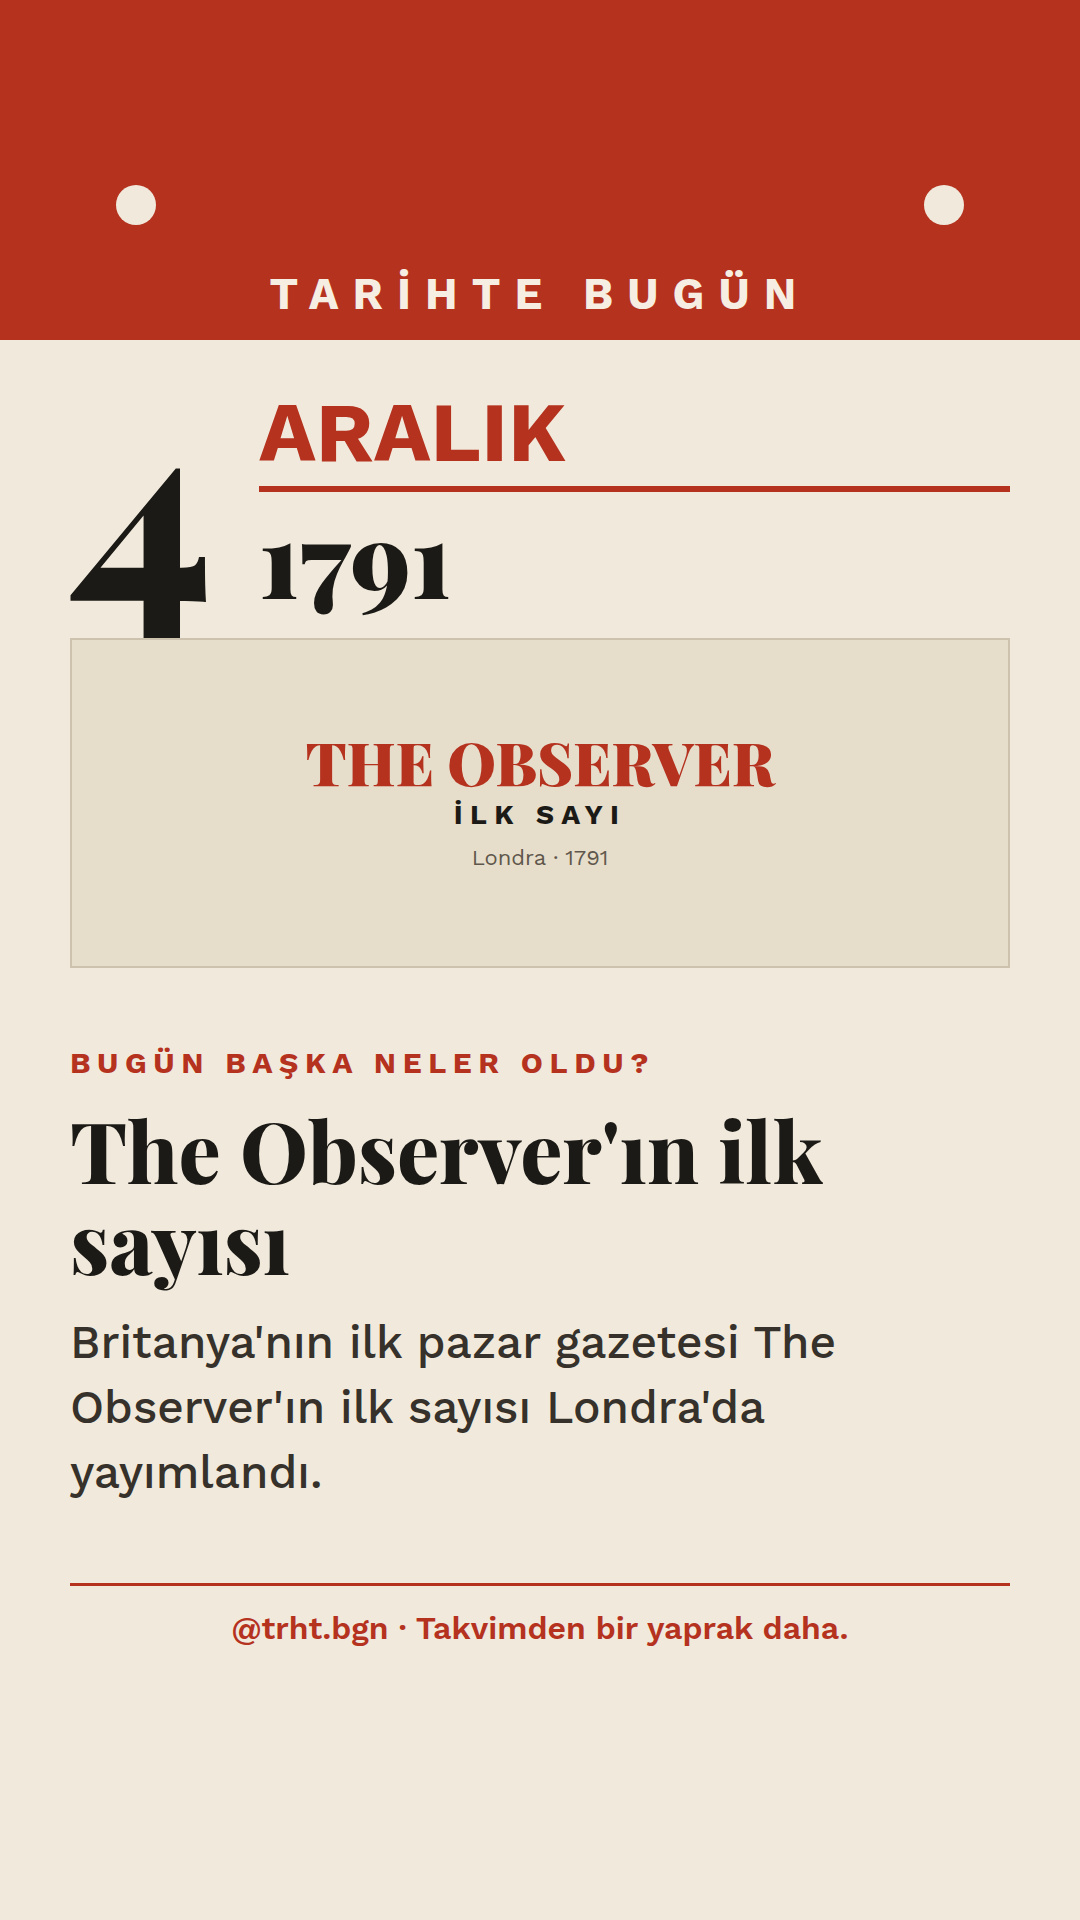 TARİHTE BUGÜN
4
ARALIK
1791
THE OBSERVER
İLK SAYI
Londra · 1791
BUGÜN BAŞKA NELER OLDU?
The Observer'ın ilk
sayısı
Britanya'nın ilk pazar gazetesi The
Observer'ın ilk sayısı Londra'da
yayımlandı.
@trht.bgn · Takvimden bir yaprak daha.